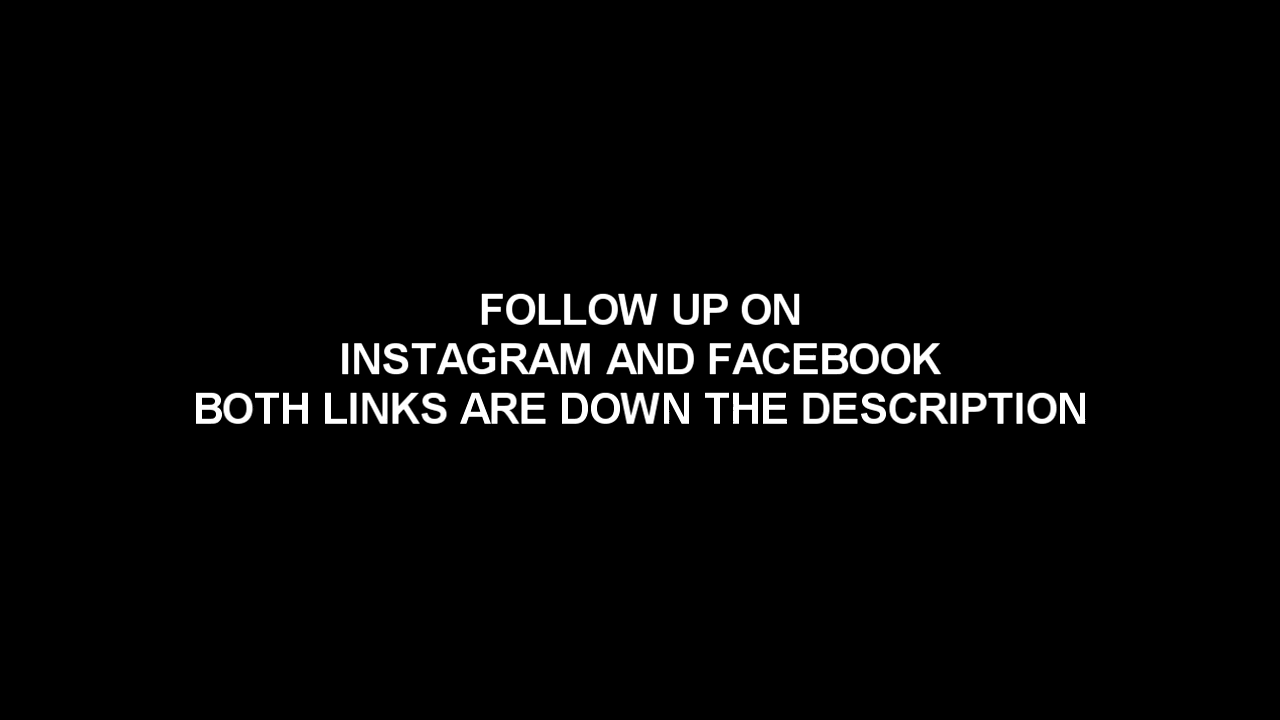 FOLLOW UP ON
INSTAGRAM AND FACEBOOK
BOTH LINKS ARE DOWN THE DESCRIPTION